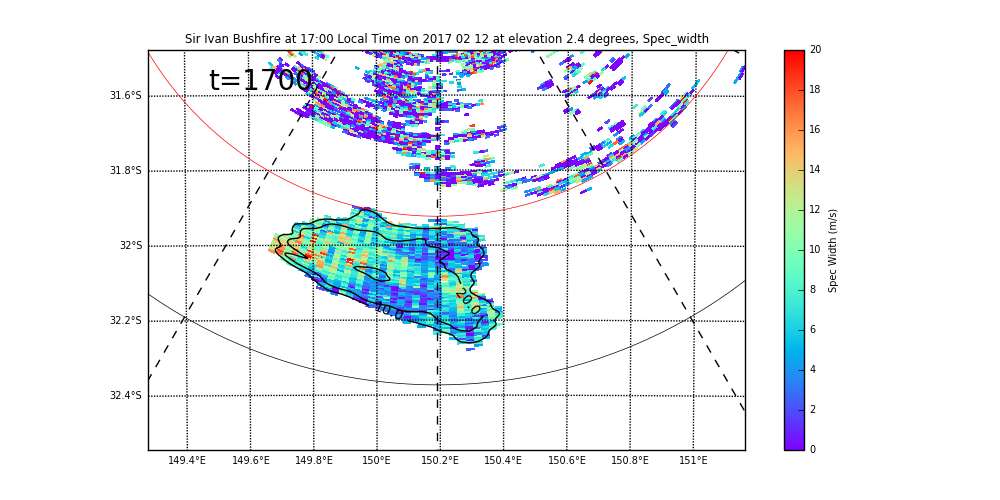 Sir Ivan Bushfire at 17:00 Local Time on 2017 02 12 at elevation 2.4 degrees, Spec_width
t=1700
31.6°S
31.8°S
32°S
32.2°S
32.4°S
149.4°E 149.6°E 149.8°E 150°E 150.2°E 150.4°E 150.6°E 150.8°E 151°E
20
18
16
14
12
10
8
6
4
2
0
Spec Width (m/s)